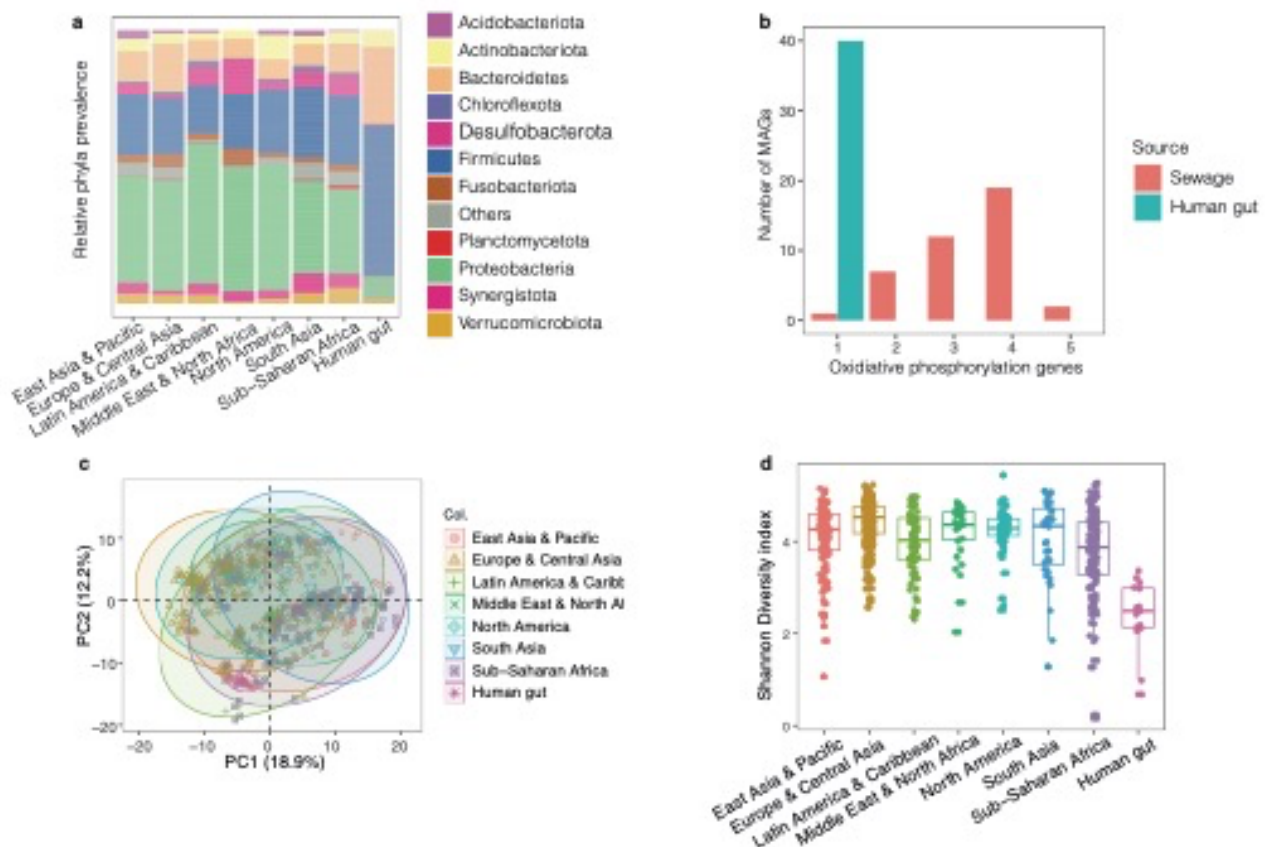 a
Relative phyla prevalence
East Asia & Pacific
Europe & Central Asia
Latin America & Caribbean
Middle East & North Africa
North America
South Asia
Sub-Saharan Africa
Human gut
Acidobacteriota
Actinobacteriota
Bacteroidetes
Chloroflexota
Desulfobacterota
Firmicutes
Fusobacteriota
Others
Planctomycetota
Proteobacteria
Synergistota
Verrucomicrobiota
b
Number of MAGs
40
30
20
10
0
1 2 3 4 5
Oxidiative phosphorylation genes
Source
Sewage
Human gut
c
PC2 (12.2%)
10
0
-10
-20
-20 -10 0 10 20
PC1 (18.9%)
Col.
East Asia & Pacific
Europe & Central Asia
Latin America & Caribb
Middle East & North Af
North America
South Asia
Sub-Saharan Africa
Human gut
d
Shannon Diversity index
4
2
0
East Asia & Pacific
Europe & Central Asia
Latin America & Caribbean
Middle East & North Africa
North America
South Asia
Sub-Saharan Africa
Human gut